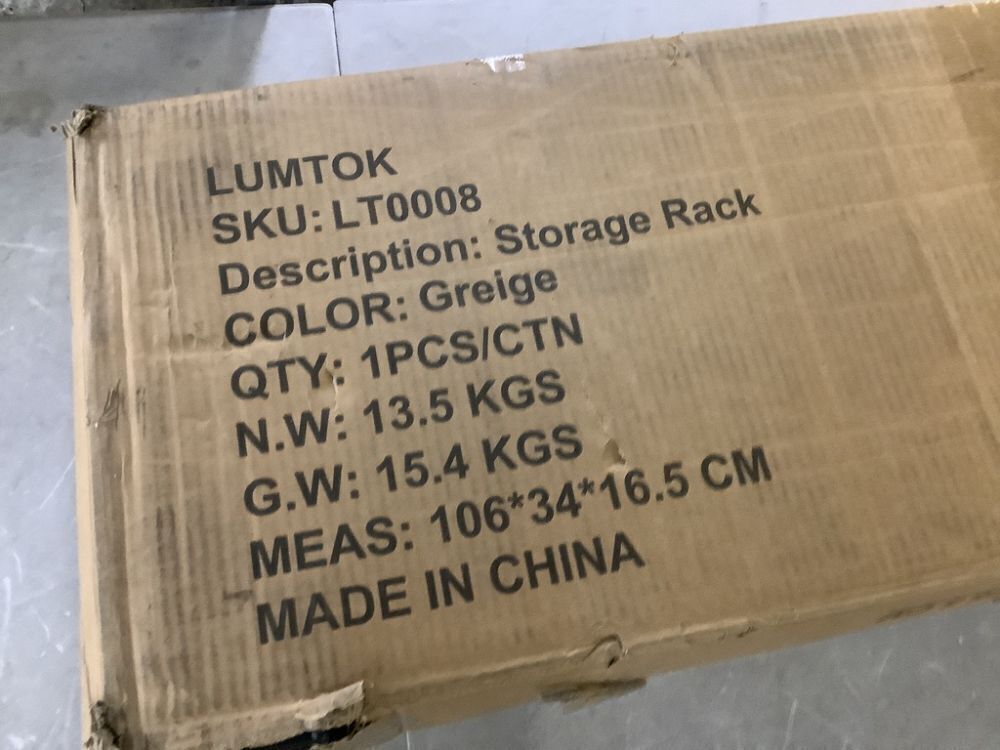 LUMTOK
SKU: LT0008
Description: Storage Rack
COLOR: Greige
QTY: 1PCS/CTN
N.W: 13.5 KGS
G.W: 15.4 KGS
MEAS: 106*34*16.5 CM
MADE IN CHINA